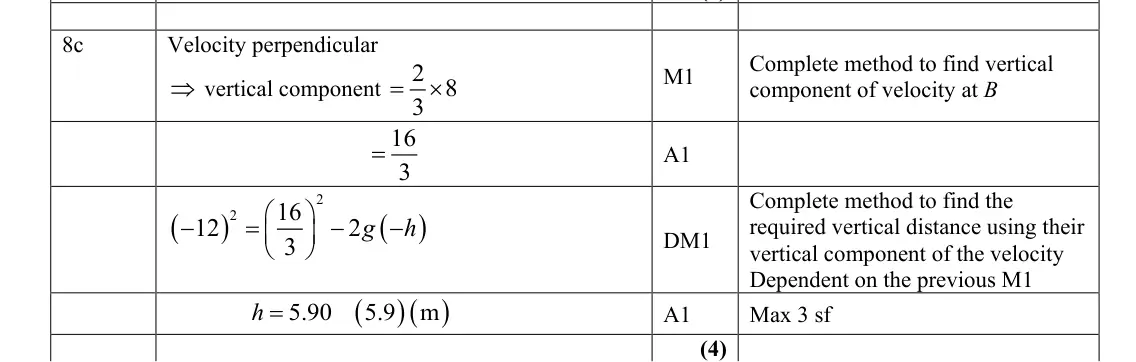 8c
Velocity perpendicular
⇒ vertical component = 2/3 × 8
M1
Complete method to find vertical
component of velocity at B
= 16/3
A1
(−12)² = (16/3)² − 2g(−h)
DM1
Complete method to find the
required vertical distance using their
vertical component of the velocity
Dependent on the previous M1
h = 5.90 (5.9)(m)
A1
Max 3 sf
(4)